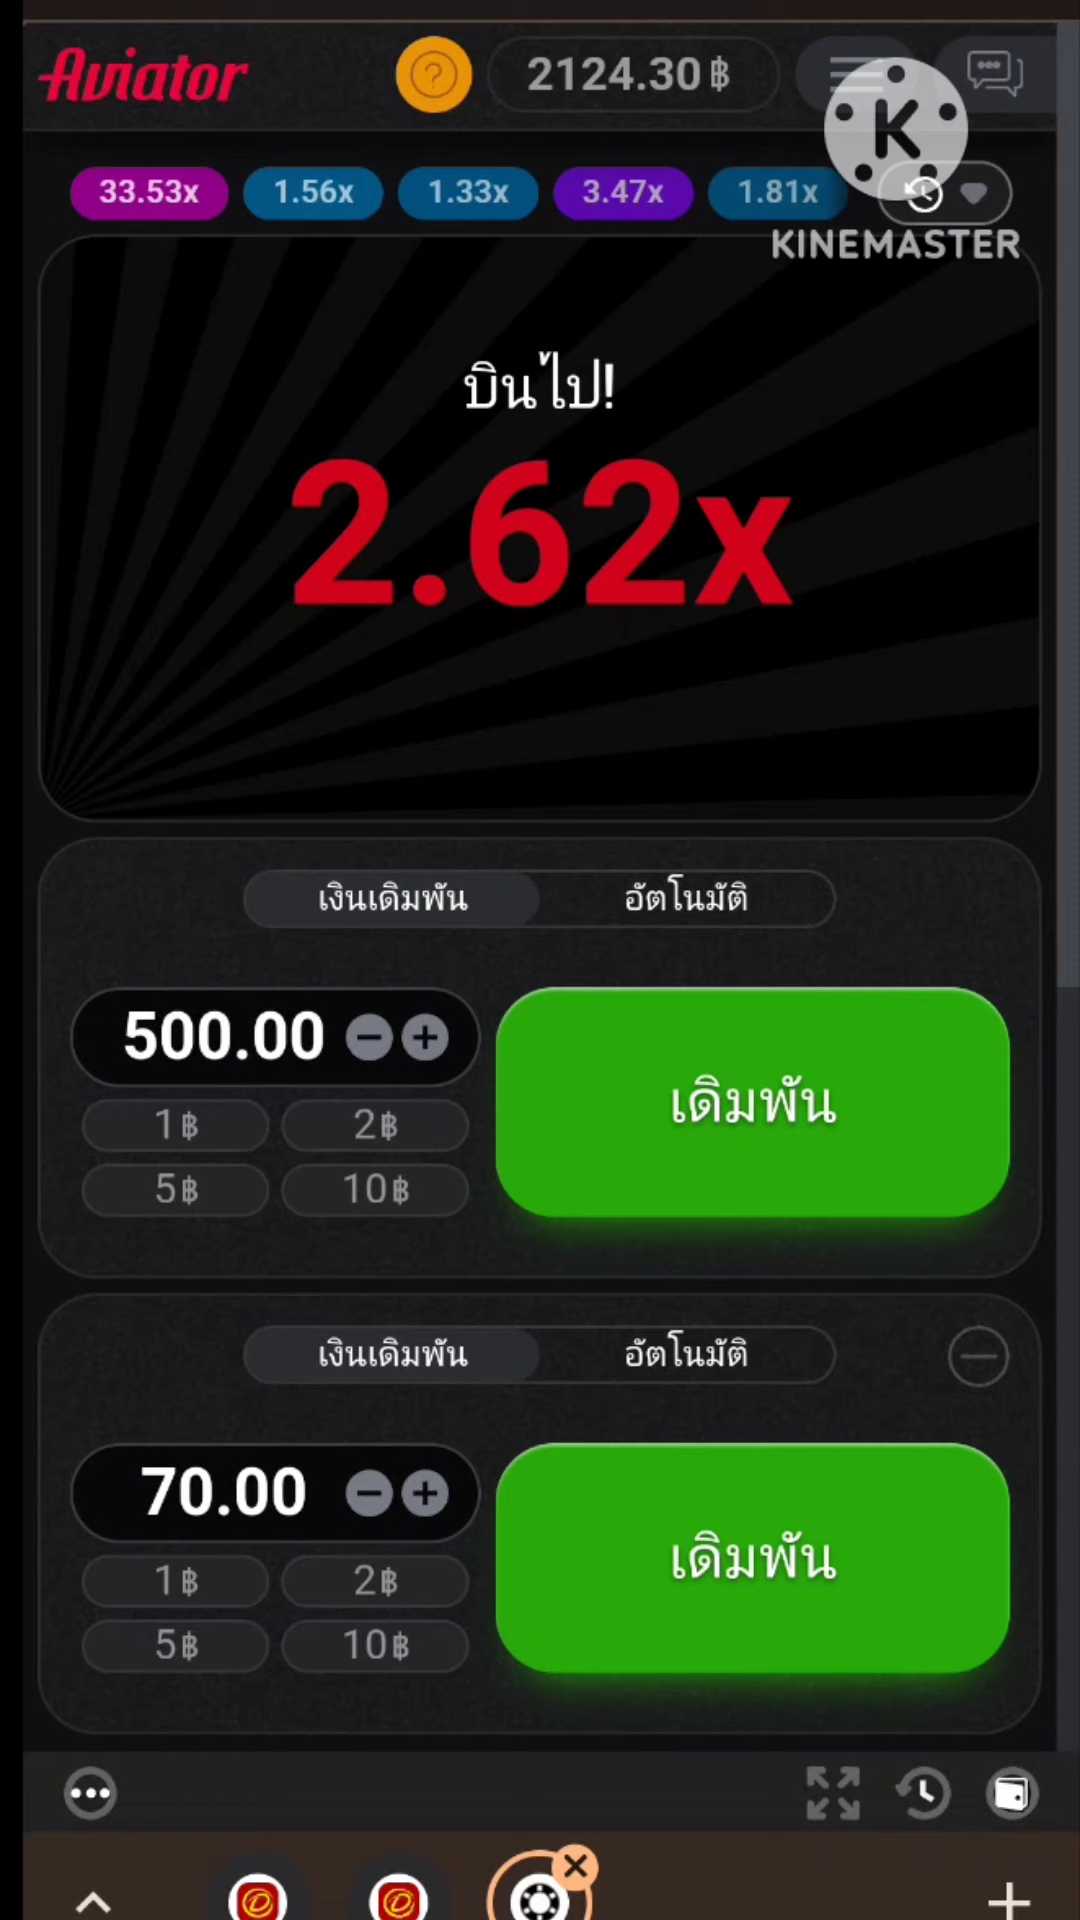 Aviator
?
2124.30 ฿
33.53x 1.56x 1.33x 3.47x 1.81x
K
KINEMASTER
บินไป!
2.62x
เงินเดิมพัน อัตโนมัติ
500.00 − +
เดิมพัน
1฿ 2฿
5฿ 10฿
เงินเดิมพัน อัตโนมัติ
70.00 − +
เดิมพัน
1฿ 2฿
5฿ 10฿